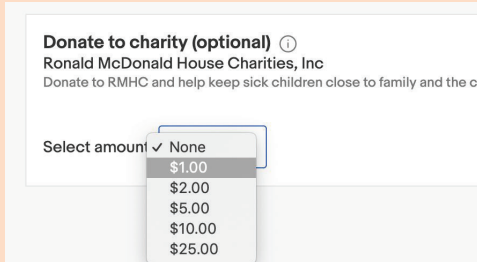 Donate to charity (optional)
Ronald McDonald House Charities, Inc
Donate to RMHC and help keep sick children close to family and the c
Select amount ✓ None
$1.00
$2.00
$5.00
$10.00
$25.00